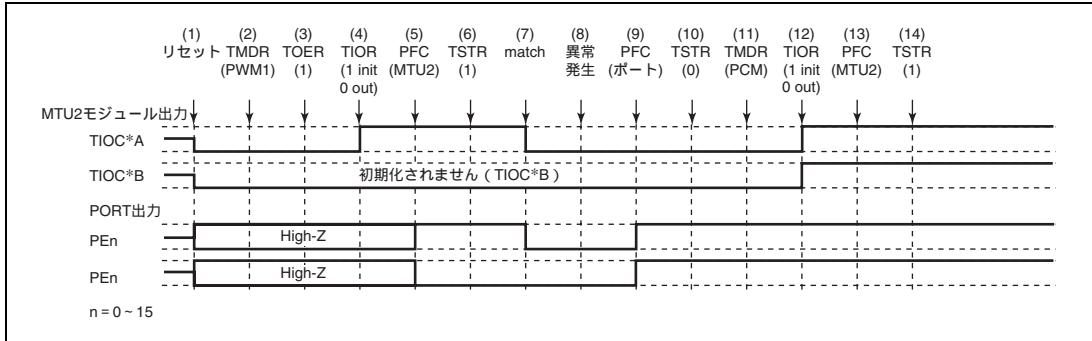 (1) (2) (3) (4) (5) (6) (7) (8) (9) (10) (11) (12) (13) (14)
リセット TMDR TOER TIOR PFC TSTR match 異常 PFC TSTR TMDR TIOR PFC TSTR
(PWM1) (1) (1 init (MTU2) (1) 発生 (ポート) (0) (PCM) (1 init (MTU2) (1)
0 out) 0 out)
MTU2モジュール出力
TIOC*A
TIOC*B 初期化されません(TIOC*B)
PORT出力
PEn High-Z
PEn High-Z
n = 0 ~ 15